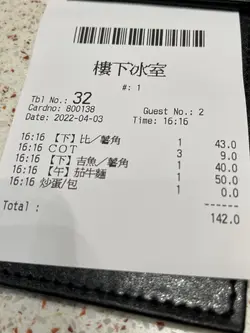 樓下冰室
#: 1
Tbl No.: 32
Cardno: 800138 Guest No.: 2
Date: 2022-04-03 Time: 16:16
16:16 【下】比／薯角 1 43.0
16:16 COT 3 9.0
16:16 【下】吉魚／薯角 1 40.0
16:16 【午】茄牛麵 1 50.0
16:16 炒蛋/包 1 0.0
Total : 142.0